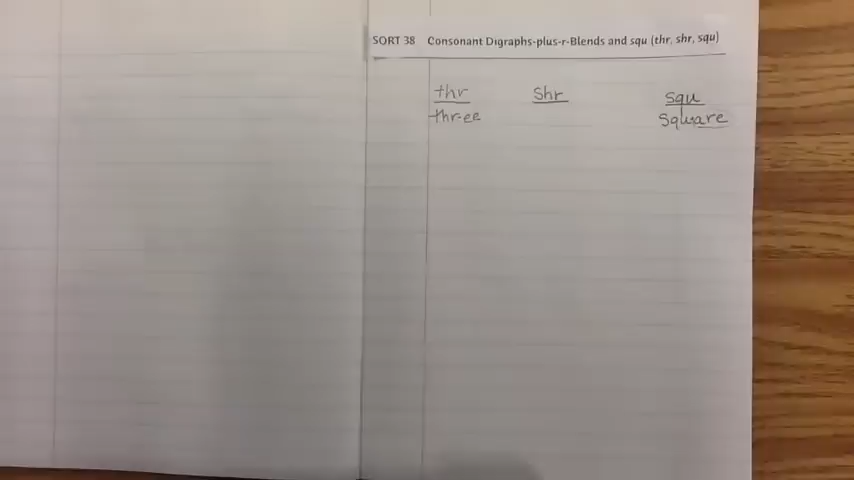 SORT 38 Consonant Digraphs-plus-r-Blends and squ (thr, shr, squ)
thr shr squ
three square